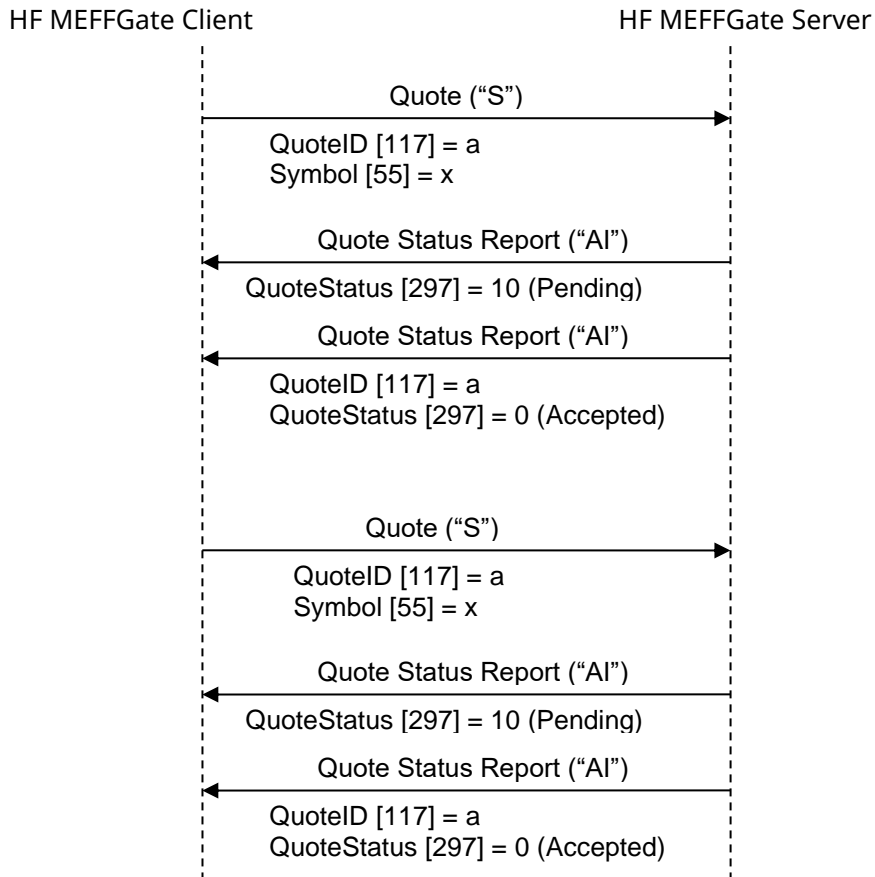 HF MEFFGate Client
HF MEFFGate Server
Quote (“S”)
QuoteID [117] = a
Symbol [55] = x
Quote Status Report (“AI”)
QuoteStatus [297] = 10 (Pending)
Quote Status Report (“AI”)
QuoteID [117] = a
QuoteStatus [297] = 0 (Accepted)
Quote (“S”)
QuoteID [117] = a
Symbol [55] = x
Quote Status Report (“AI”)
QuoteStatus [297] = 10 (Pending)
Quote Status Report (“AI”)
QuoteID [117] = a
QuoteStatus [297] = 0 (Accepted)